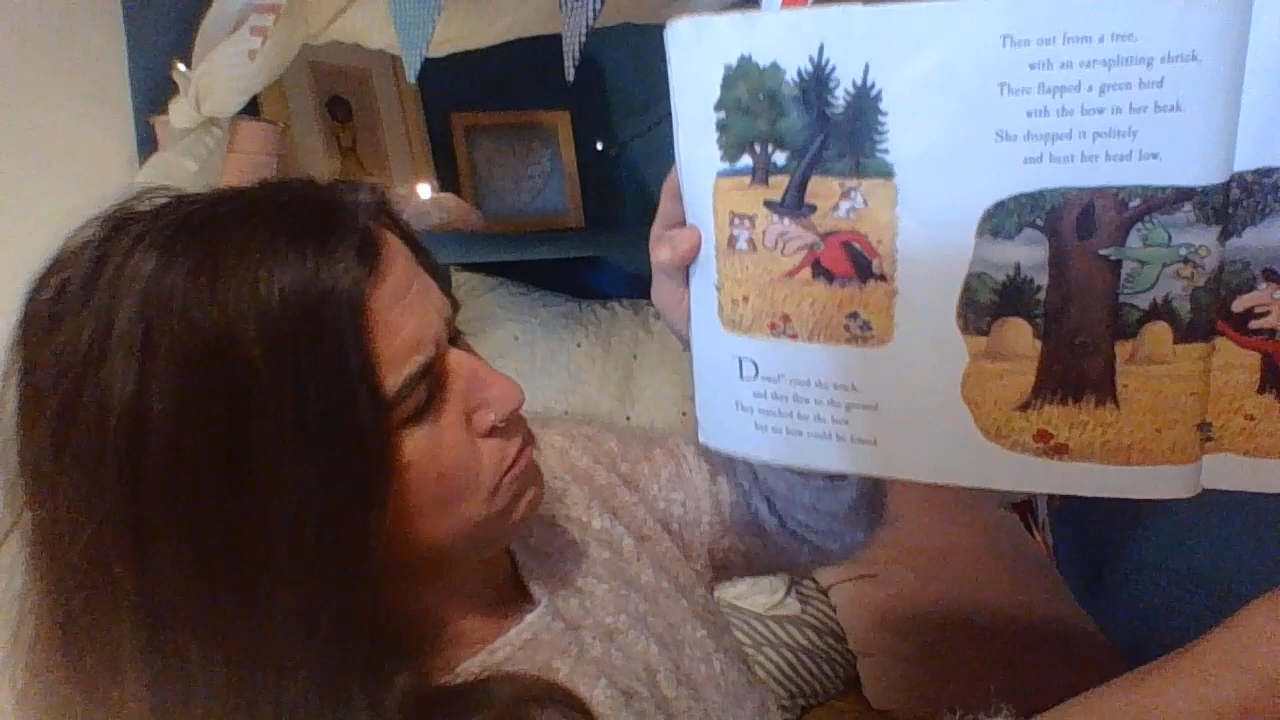 "Down!" cried the witch,
and they flew to the ground.
They searched for the bow
but no bow could be found.
Then out from a tree,
with an ear-splitting shriek,
There flapped a green bird
with the bow in her beak.
She dropped it politely
and bent her head low,